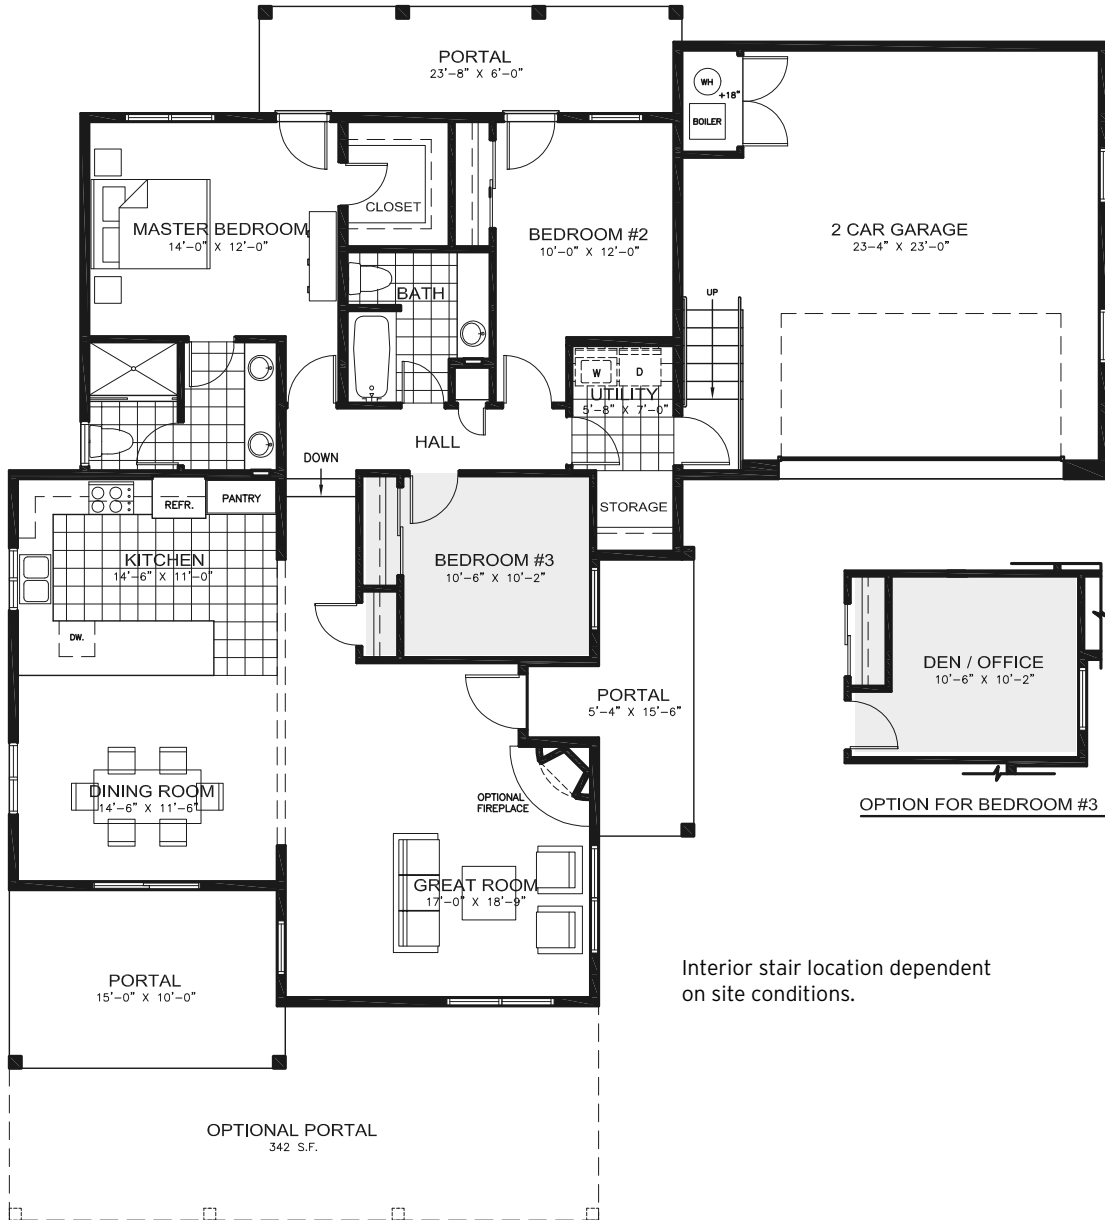 PORTAL
23'-8" X 6'-0"
WH
+18"
BOILER
CLOSET
MASTER BEDROOM
14'-0" X 12'-0"
BEDROOM #2
10'-0" X 12'-0"
2 CAR GARAGE
23-4" X 23'-0"
BATH
UP
W
D
UTILITY
5'-8" X 7'-0"
HALL
DOWN
REFR.
PANTRY
STORAGE
KITCHEN
14'-6" X 11'-0"
BEDROOM #3
10'-6" X 10'-2"
DW.
DEN / OFFICE
10'-6" X 10'-2"
PORTAL
5'-4" X 15'-6"
DINING ROOM
14'-6" X 11'-6"
OPTIONAL
FIREPLACE
OPTION FOR BEDROOM #3
GREAT ROOM
17'-0" X 18'-9"
Interior stair location dependent
on site conditions.
PORTAL
15'-0" X 10'-0"
OPTIONAL PORTAL
342 S.F.